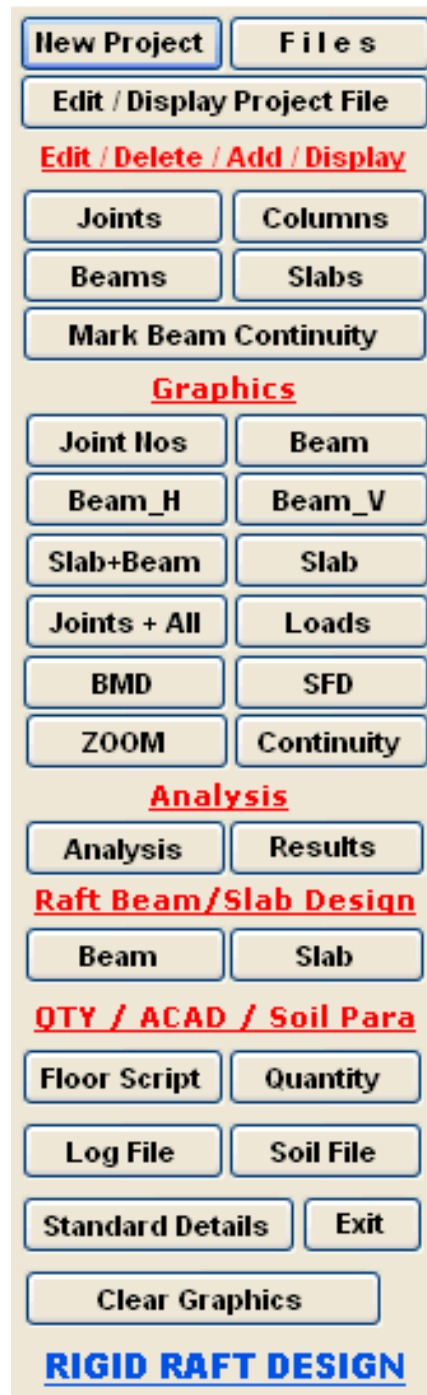 New Project Files
Edit / Display Project File
Edit / Delete / Add / Display
Joints Columns
Beams Slabs
Mark Beam Continuity
Graphics
Joint Nos Beam
Beam_H Beam_V
Slab+Beam Slab
Joints + All Loads
BMD SFD
ZOOM Continuity
Analysis
Analysis Results
Raft Beam/Slab Design
Beam Slab
QTY / ACAD / Soil Para
Floor Script Quantity
Log File Soil File
Standard Details Exit
Clear Graphics
RIGID RAFT DESIGN